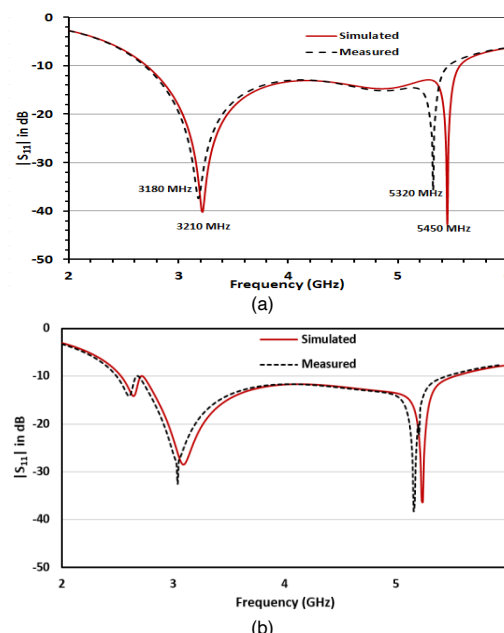 0
-10
-20
-30
-40
-50
|S11| in dB
Simulated
Measured
3180 MHz
3210 MHz
5320 MHz
5450 MHz
2
3
4
5
Frequency (GHz)
(a)
0
-10
-20
-30
-40
-50
|S11| in dB
Simulated
Measured
2
3
4
5
Frequency (GHz)
(b)